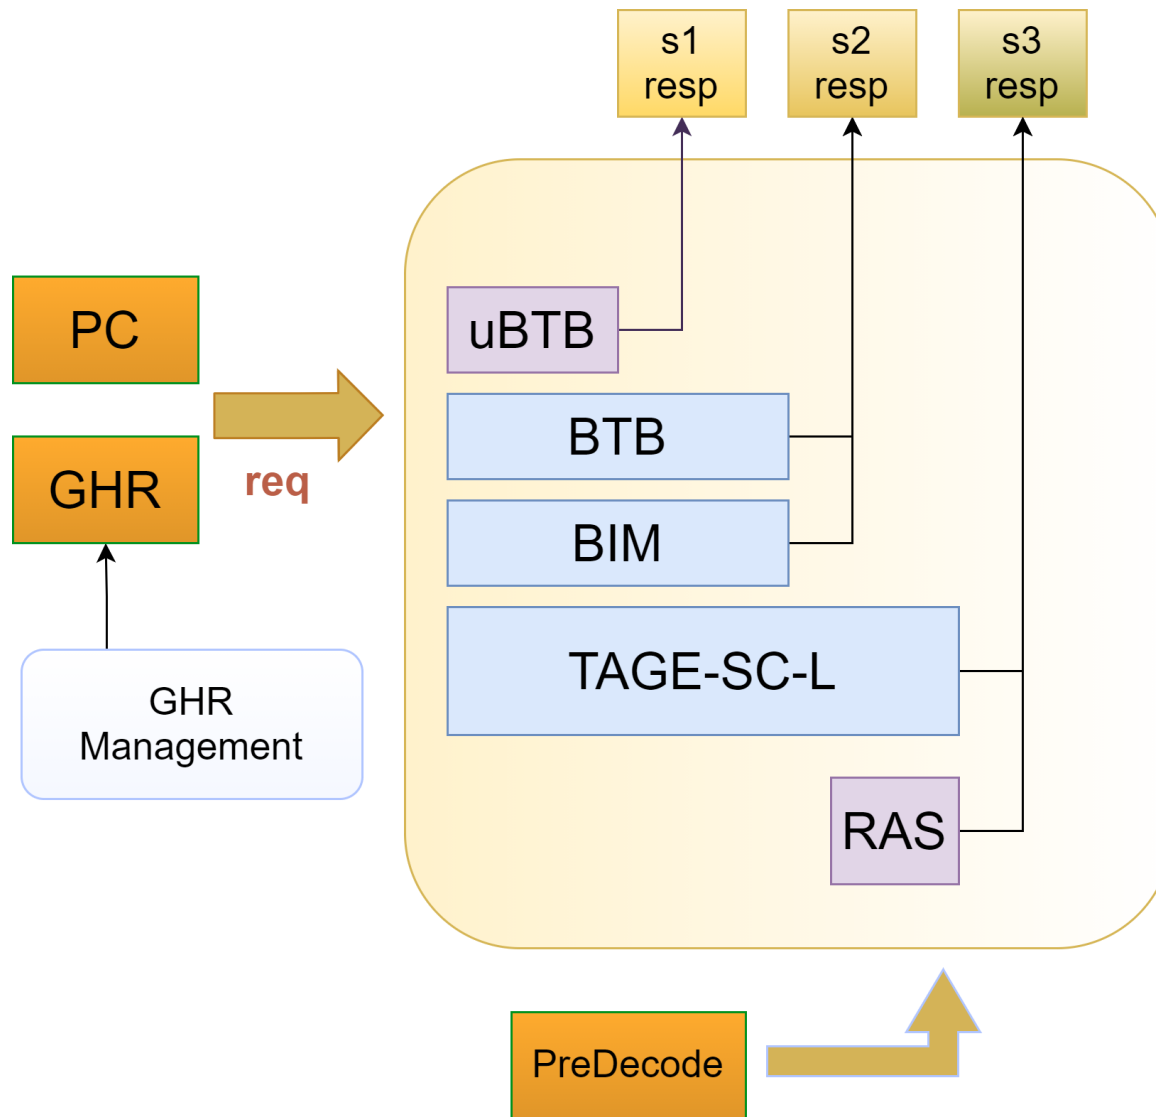 s1
resp
s2
resp
s3
resp
PC
uBTB
BTB
GHR
req
BIM
TAGE-SC-L
GHR
Management
RAS
PreDecode